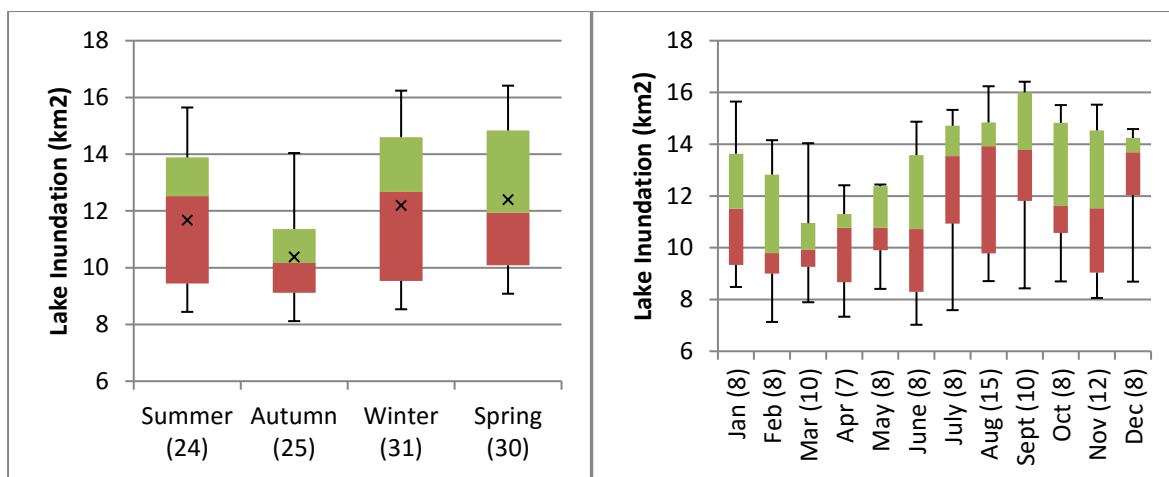 Lake Inundation (km2)
18
16
14
12
10
8
6
Summer (24)
Autumn (25)
Winter (31)
Spring (30)
Lake Inundation (km2)
18
16
14
12
10
8
6
Jan (8)
Feb (8)
Mar (10)
Apr (7)
May (8)
June (8)
July (8)
Aug (15)
Sept (10)
Oct (8)
Nov (12)
Dec (8)